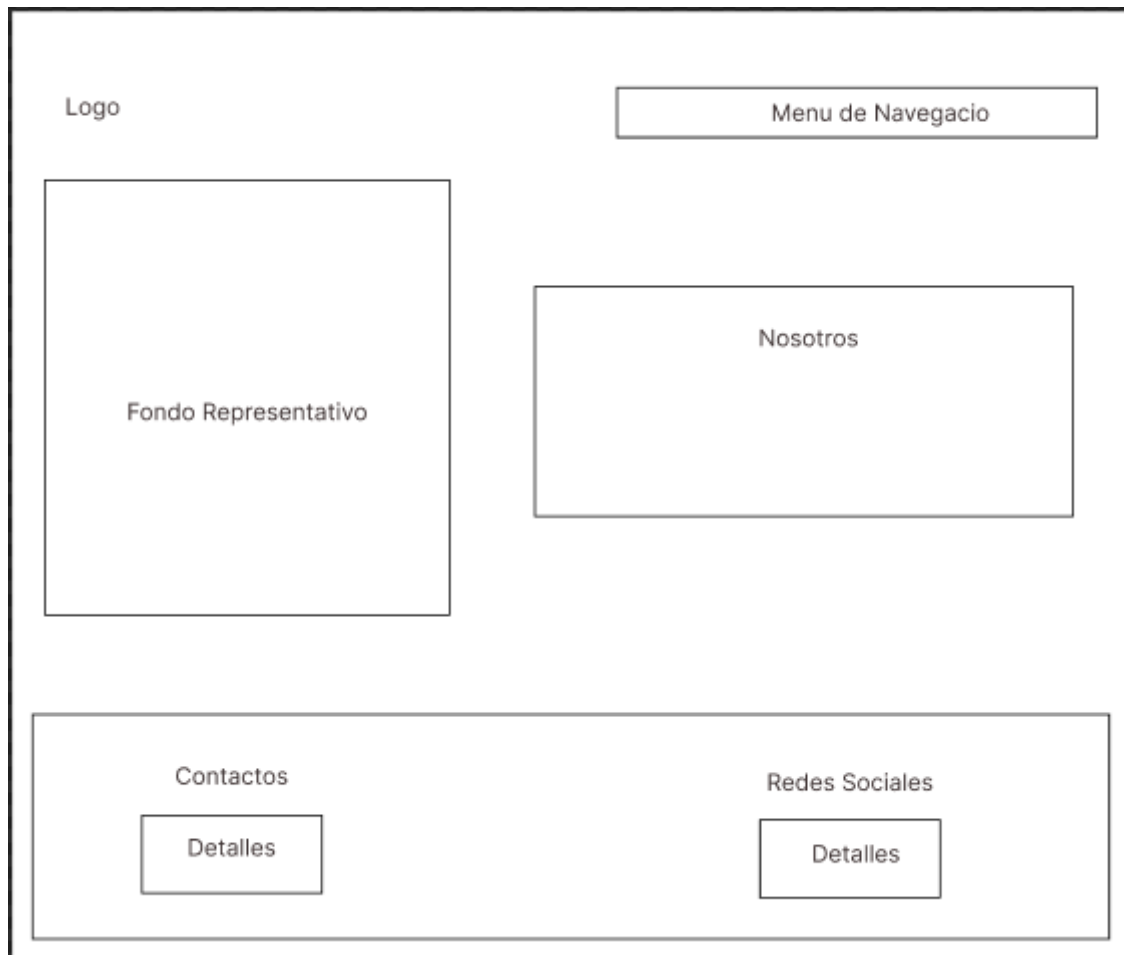 Logo
Menu de Navegacio
Nosotros
Fondo Representativo
Contactos
Redes Sociales
Detalles
Detalles